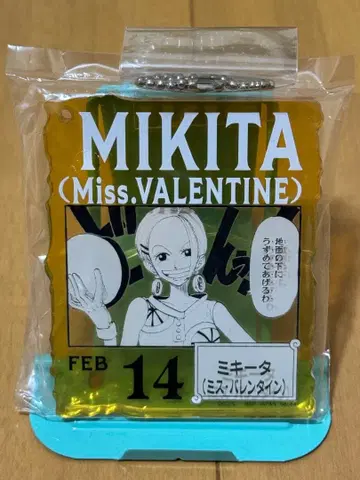 MIKITA
(Miss.VALENTINE)
地面の下に
うずめてあげるわ
FEB
14
ミキータ
(ミス・バレンタイン)